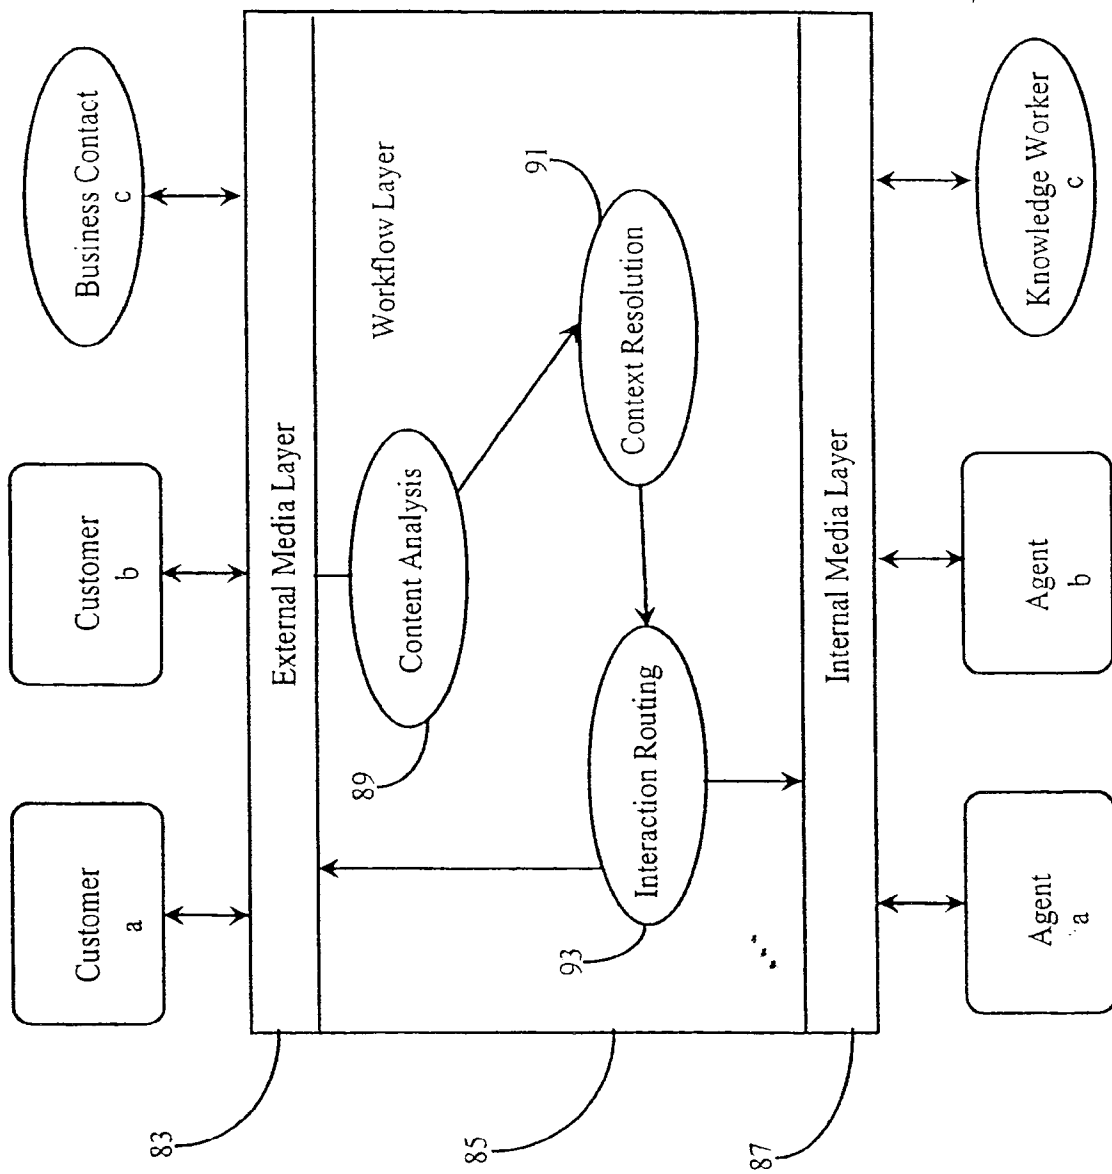 Customer
a
Customer
b
Business Contact
c
83
External Media Layer
85
Workflow Layer
89
Content Analysis
91
Context Resolution
93
Interaction Routing
87
Internal Media Layer
Agent
a
Agent
b
Knowledge Worker
c